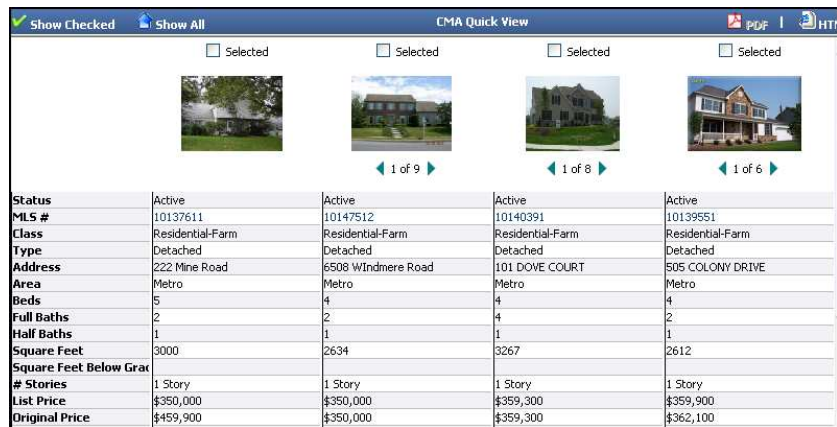 Show Checked Show All CMA Quick View PDF | HTM
Selected Selected Selected Selected
1 of 9 1 of 8 1 of 6
Status Active Active Active Active
MLS # 10137611 10147512 10140391 10139551
Class Residential-Farm Residential-Farm Residential-Farm Residential-Farm
Type Detached Detached Detached Detached
Address 222 Mine Road 6508 WIndmere Road 101 DOVE COURT 505 COLONY DRIVE
Area Metro Metro Metro Metro
Beds 5 4 4 4
Full Baths 2 2 4 2
Half Baths 1 1 1 1
Square Feet 3000 2634 3267 2612
Square Feet Below Grac
# Stories 1 Story 1 Story 1 Story 1 Story
List Price $350,000 $350,000 $359,300 $359,900
Original Price $459,900 $350,000 $359,300 $362,100